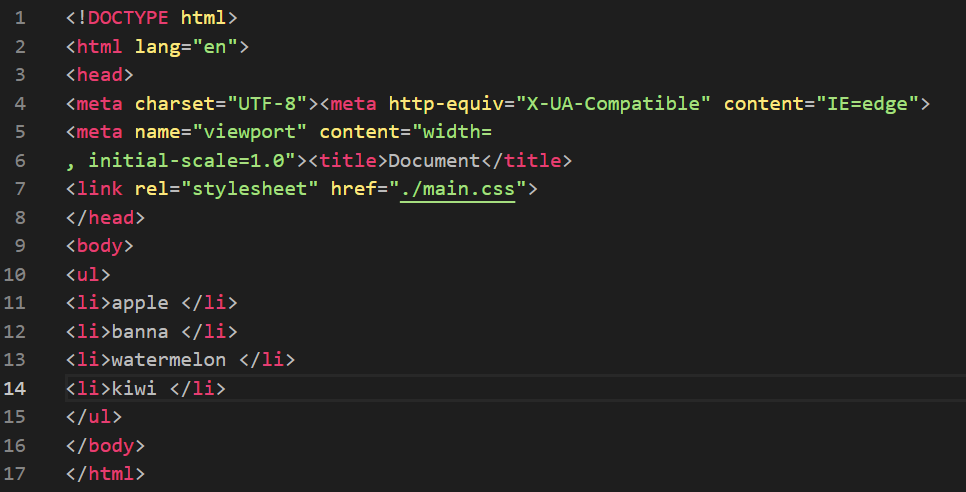 1 <!DOCTYPE html>
2 <html lang="en">
3 <head>
4 <meta charset="UTF-8"><meta http-equiv="X-UA-Compatible" content="IE=edge">
5 <meta name="viewport" content="width=
6 , initial-scale=1.0"><title>Document</title>
7 <link rel="stylesheet" href="./main.css">
8 </head>
9 <body>
10 <ul>
11 <li>apple </li>
12 <li>banna </li>
13 <li>watermelon </li>
14 <li>kiwi </li>
15 </ul>
16 </body>
17 </html>